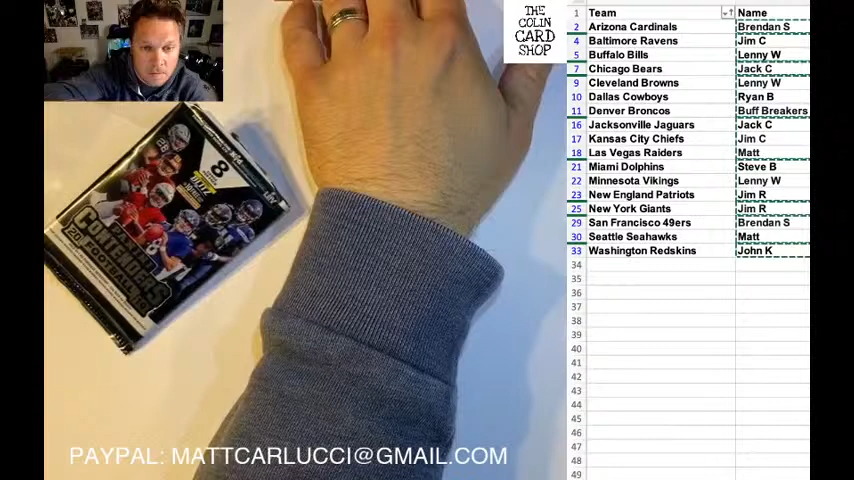 THE
COLIN
CARD
SHOP
8
CONTENDERS
20 FOOTBALL
PAYPAL: MATTCARLUCCI@GMAIL.COM
1 Team Name
2 Arizona Cardinals Brendan S
4 Baltimore Ravens Jim C
5 Buffalo Bills Lenny W
7 Chicago Bears Jack C
9 Cleveland Browns Lenny W
10 Dallas Cowboys Ryan B
11 Denver Broncos Buff Breakers
16 Jacksonville Jaguars Jack C
17 Kansas City Chiefs Jim C
18 Las Vegas Raiders Matt
21 Miami Dolphins Steve B
22 Minnesota Vikings Lenny W
23 New England Patriots Jim R
25 New York Giants Jim R
29 San Francisco 49ers Brendan S
30 Seattle Seahawks Matt
33 Washington Redskins John K
34
35
36
37
38
39
40
41
42
43
44
45
46
47
48
49